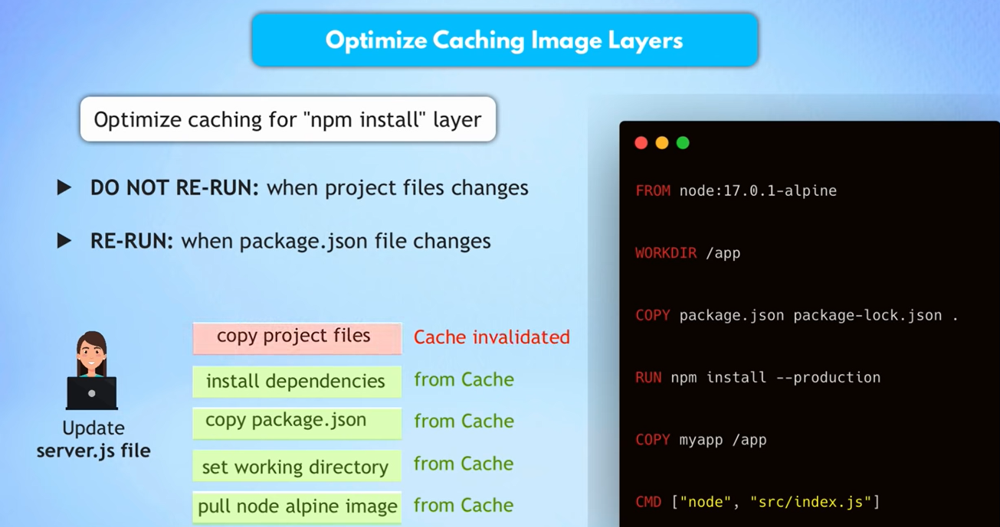 Optimize Caching Image Layers
Optimize caching for "npm install" layer
▶ DO NOT RE-RUN: when project files changes
▶ RE-RUN: when package.json file changes
Update
server.js file
copy project files Cache invalidated
install dependencies from Cache
copy package.json from Cache
set working directory from Cache
pull node alpine image from Cache
FROM node:17.0.1-alpine
WORKDIR /app
COPY package.json package-lock.json .
RUN npm install --production
COPY myapp /app
CMD ["node", "src/index.js"]